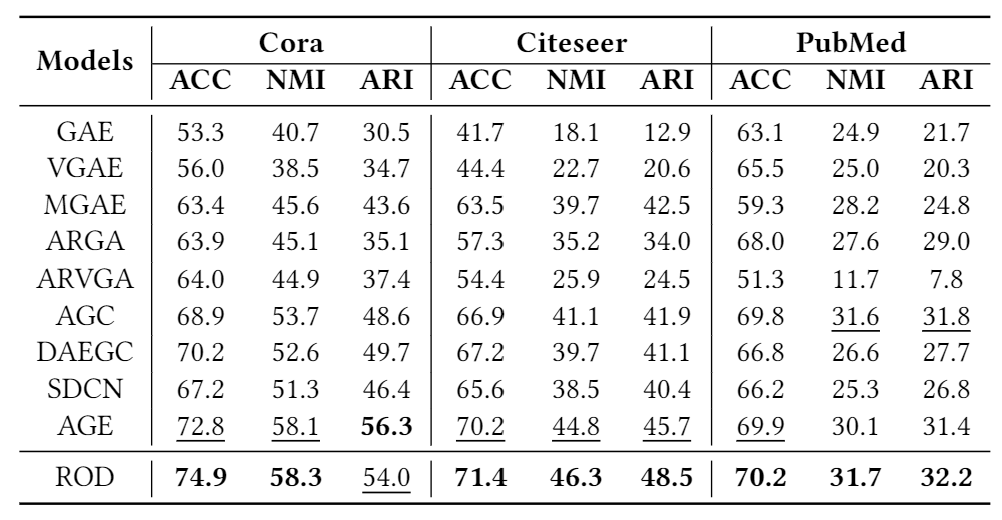 Models Cora Citeseer PubMed
ACC NMI ARI ACC NMI ARI ACC NMI ARI
GAE 53.3 40.7 30.5 41.7 18.1 12.9 63.1 24.9 21.7
VGAE 56.0 38.5 34.7 44.4 22.7 20.6 65.5 25.0 20.3
MGAE 63.4 45.6 43.6 63.5 39.7 42.5 59.3 28.2 24.8
ARGA 63.9 45.1 35.1 57.3 35.2 34.0 68.0 27.6 29.0
ARVGA 64.0 44.9 37.4 54.4 25.9 24.5 51.3 11.7 7.8
AGC 68.9 53.7 48.6 66.9 41.1 41.9 69.8 31.6 31.8
DAEGC 70.2 52.6 49.7 67.2 39.7 41.1 66.8 26.6 27.7
SDCN 67.2 51.3 46.4 65.6 38.5 40.4 66.2 25.3 26.8
AGE 72.8 58.1 56.3 70.2 44.8 45.7 69.9 30.1 31.4
ROD 74.9 58.3 54.0 71.4 46.3 48.5 70.2 31.7 32.2